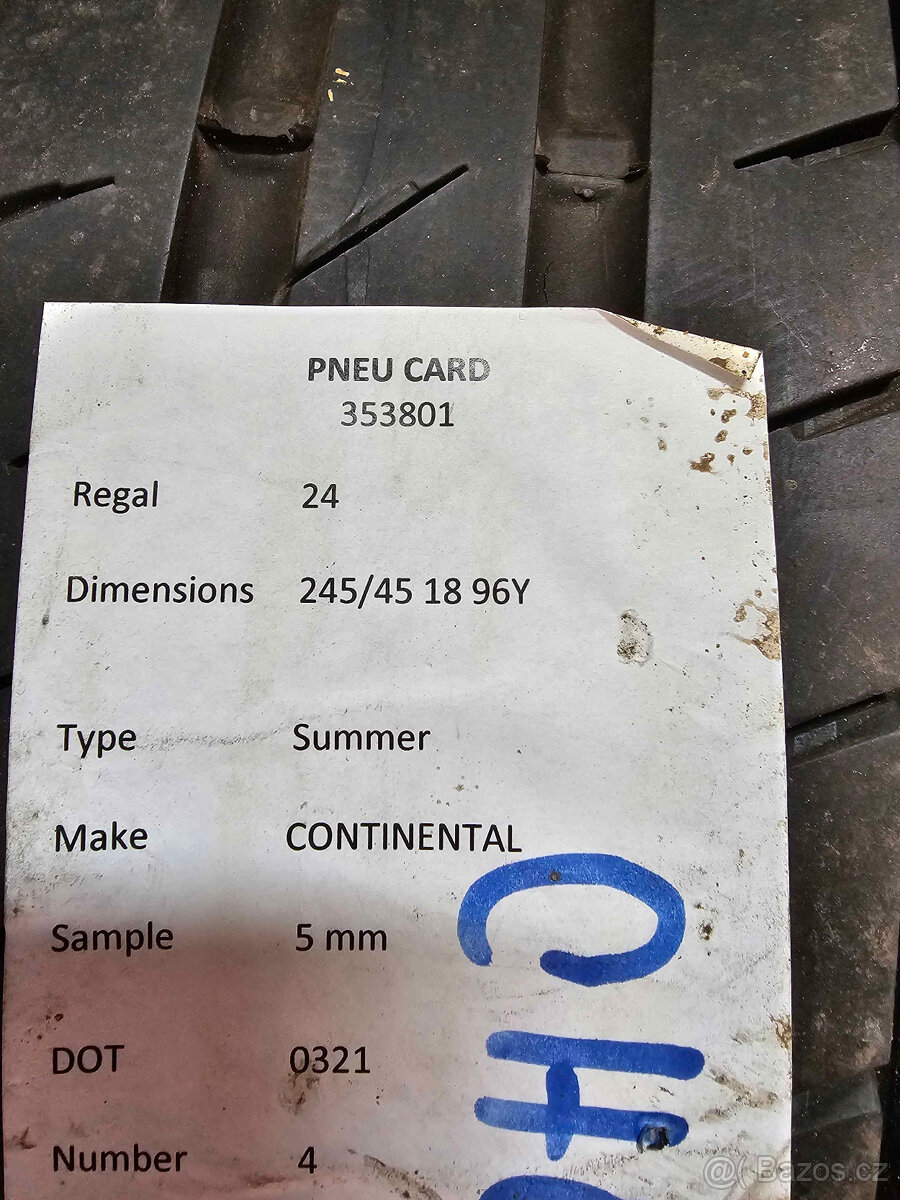 PNEU CARD
353801
Regal 24
Dimensions 245/45 18 96Y
Type Summer
Make CONTINENTAL
Sample 5 mm
DOT 0321
Number 4
CH
@( Bazos.cz